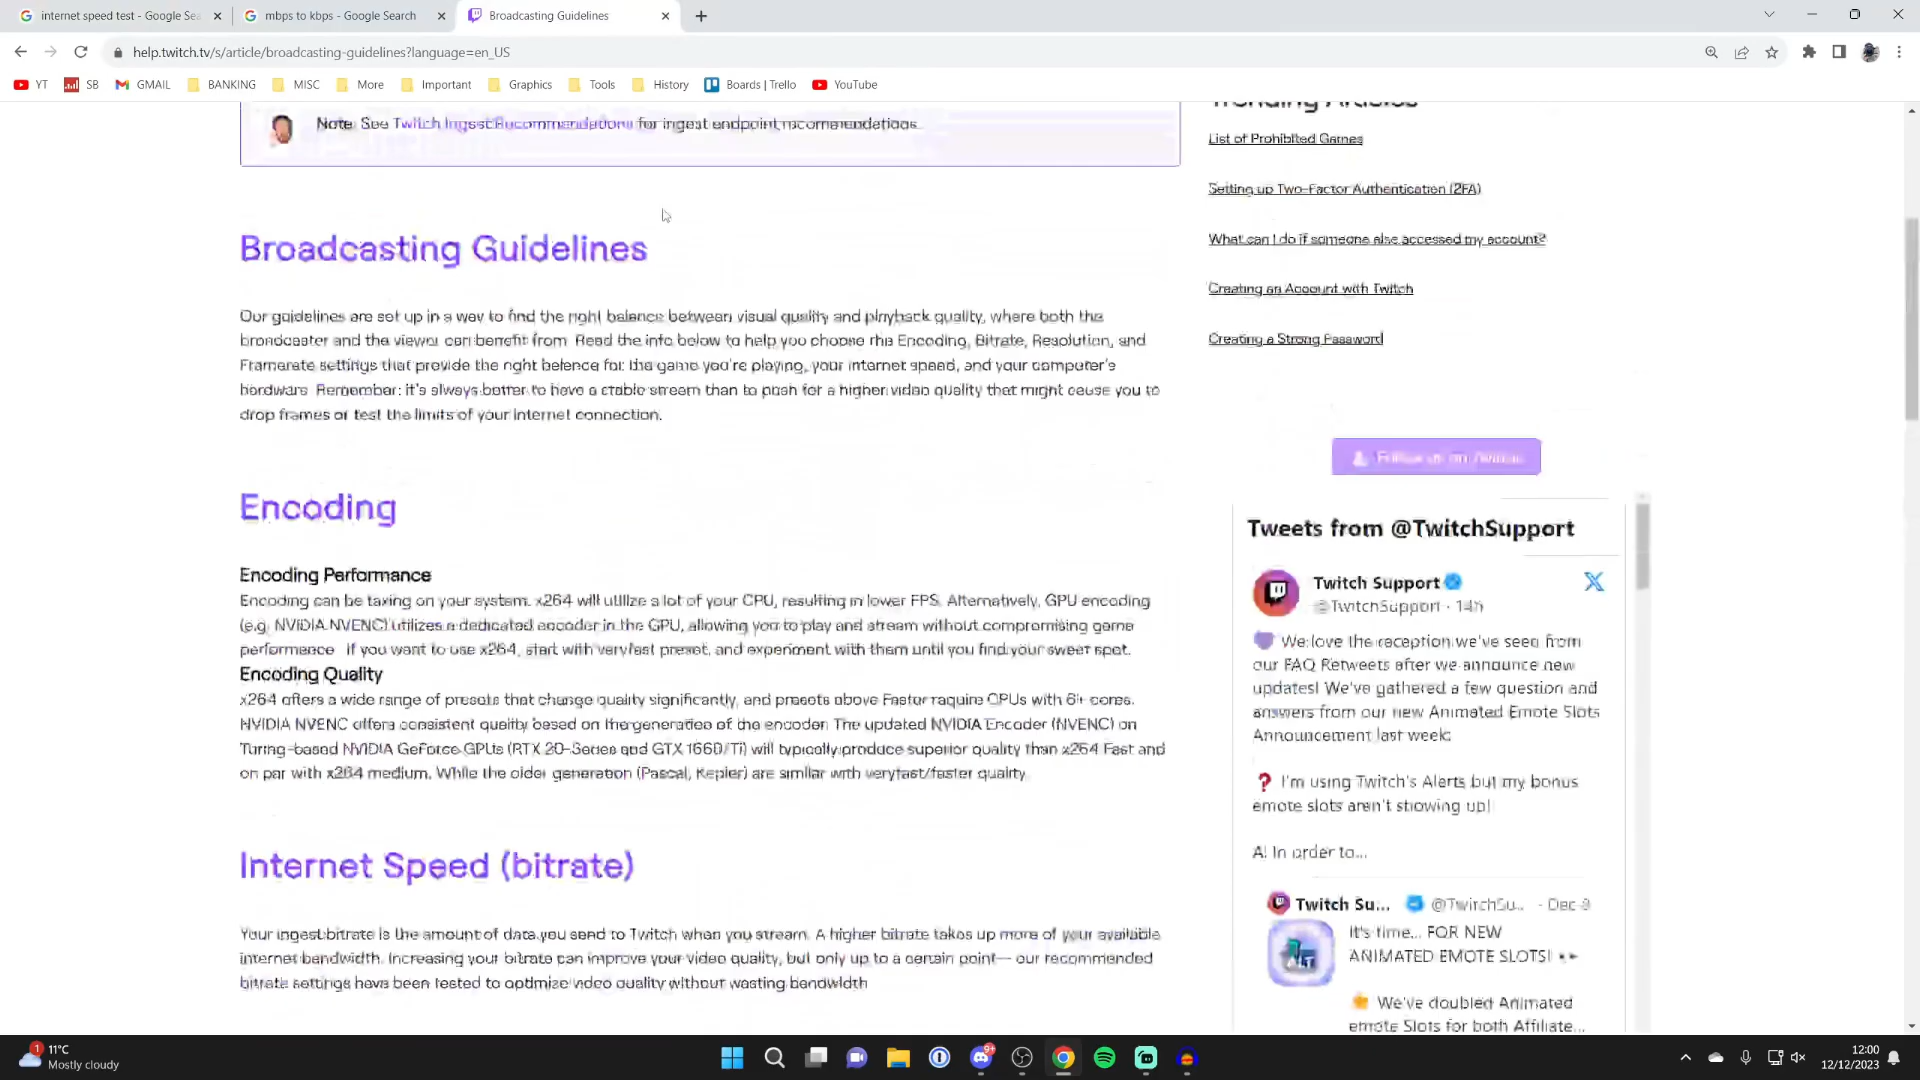 internet speed test - Google Sea
mbps to kbps - Google Search
Broadcasting Guidelines
help.twitch.tv/s/article/broadcasting-guidelines?language=en_US
YT
SB
GMAIL
BANKING
MISC
More
Important
Graphics
Tools
History
Boards | Trello
YouTube
Note: See Twitch Ingest Recommendations for ingest endpoint recommendations.
Broadcasting Guidelines
Our guidelines are set up in a way to find the right balance between visual quality and playback quality, where both the
broadcaster and the viewer can benefit from. Read the info below to help you choose the Encoding, Bitrate, Resolution, and
Framerate settings that provide the right balance for: the game you're playing, your internet speed, and your computer's
hardware. Remember: it's always better to have a stable stream than to push for a higher video quality that might cause you to
drop frames or test the limits of your internet connection.
Encoding
Encoding Performance
Encoding can be taxing on your system. x264 will utilize a lot of your CPU, resulting in lower FPS. Alternatively, GPU encoding
(e.g. NVIDIA NVENC) utilizes a dedicated encoder in the GPU, allowing you to play and stream without compromising game
performance. If you want to use x264, start with veryfast preset, and experiment with them until you find your sweet spot.
Encoding Quality
x264 offers a wide range of presets that change quality significantly, and presets above Faster require CPUs with 6+ cores.
NVIDIA NVENC offers consistent quality based on the generation of the encoder. The updated NVIDIA Encoder (NVENC) on
Turing-based NVIDIA GeForce GPUs (RTX 20-Series and GTX 1660/Ti) will typically produce superior quality than x264 Fast and
on par with x264 medium. While the older generation (Pascal, Kepler) are similar with veryfast/faster quality.
Internet Speed (bitrate)
Your ingest bitrate is the amount of data you send to Twitch when you stream. A higher bitrate takes up more of your available
internet bandwidth. Increasing your bitrate can improve your video quality, but only up to a certain point— our recommended
bitrate settings have been tested to optimize video quality without wasting bandwidth
Trending Articles
List of Prohibited Games
Setting up Two-Factor Authentication (2FA)
What can I do if someone else accessed my account?
Creating an Account with Twitch
Creating a Strong Password
Follow us on
Tweets from @TwitchSupport
Twitch Support
@TwitchSupport · 14h
We love the reception we've seen from
our FAQ Retweets after we announce new
updates! We've gathered a few question and
answers from our new Animated Emote Slots
Announcement last week:
❓ I'm using Twitch's Alerts but my bonus
emote slots aren't showing up!
A! In order to...
Twitch Su...
@TwitchSu...
It's time... FOR NEW
ANIMATED EMOTE SLOTS!
We've doubled Animated
emote Slots for both Affiliate...
1
11°C
Mostly cloudy
9+
12:00
12/12/2023